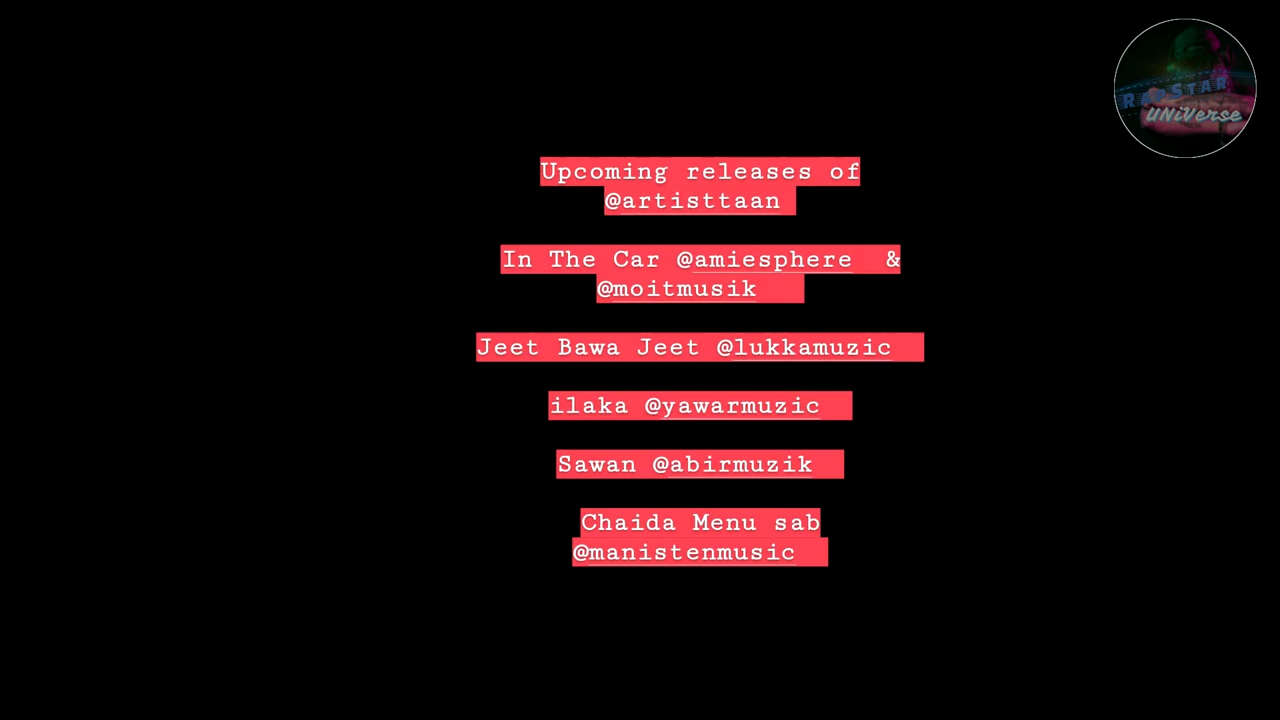 RapStar
UNiVerse
Upcoming releases of
@artisttaan
In The Car @amiesphere &
@moitmusik
Jeet Bawa Jeet @lukkamuzic
ilaka @yawarmuzic
Sawan @abirmuzik
Chaida Menu sab
@manistenmusic